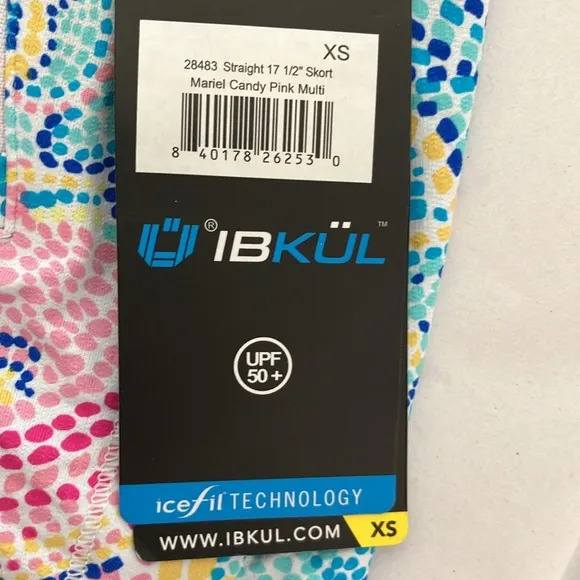 XS
28483 Straight 17 1/2" Skort
Mariel Candy Pink Multi
8 40178 26253 0
® IBKÜL™
UPF
50+
icefil TECHNOLOGY
WWW.IBKUL.COM XS